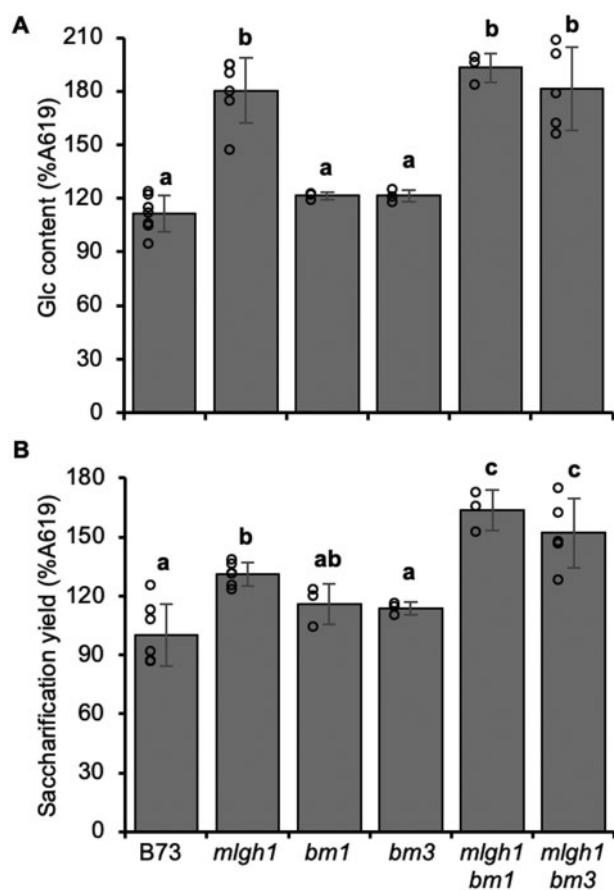 A
Glc content (%A619)
210
180
150
120
90
60
30
0
a
b
a
a
b
b
B
Saccharification yield (%A619)
180
150
120
90
60
30
0
a
b
ab
a
c
c
B73
mlgh1
bm1
bm3
mlgh1
bm1
mlgh1
bm3